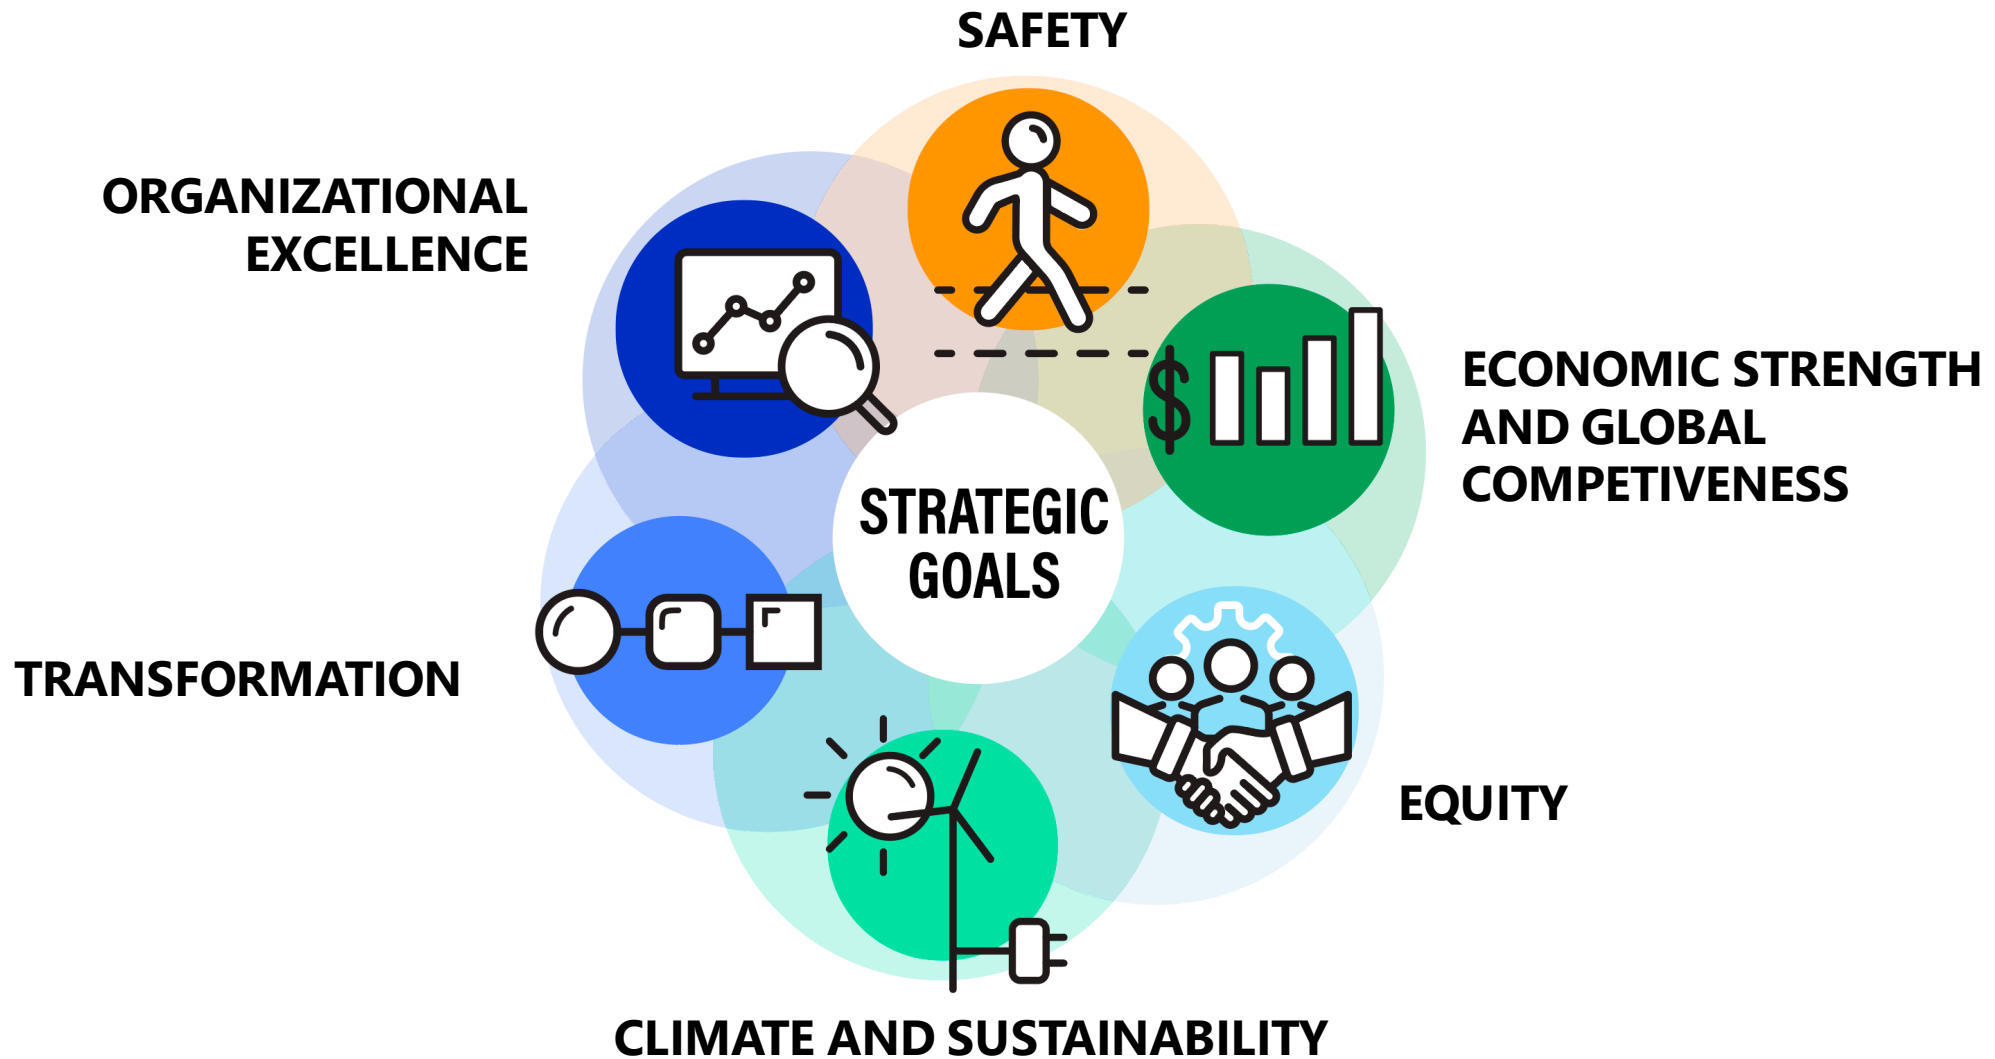 SAFETY
ORGANIZATIONAL
EXCELLENCE
ECONOMIC STRENGTH
AND GLOBAL
COMPETIVENESS
STRATEGIC
GOALS
TRANSFORMATION
EQUITY
CLIMATE AND SUSTAINABILITY
$